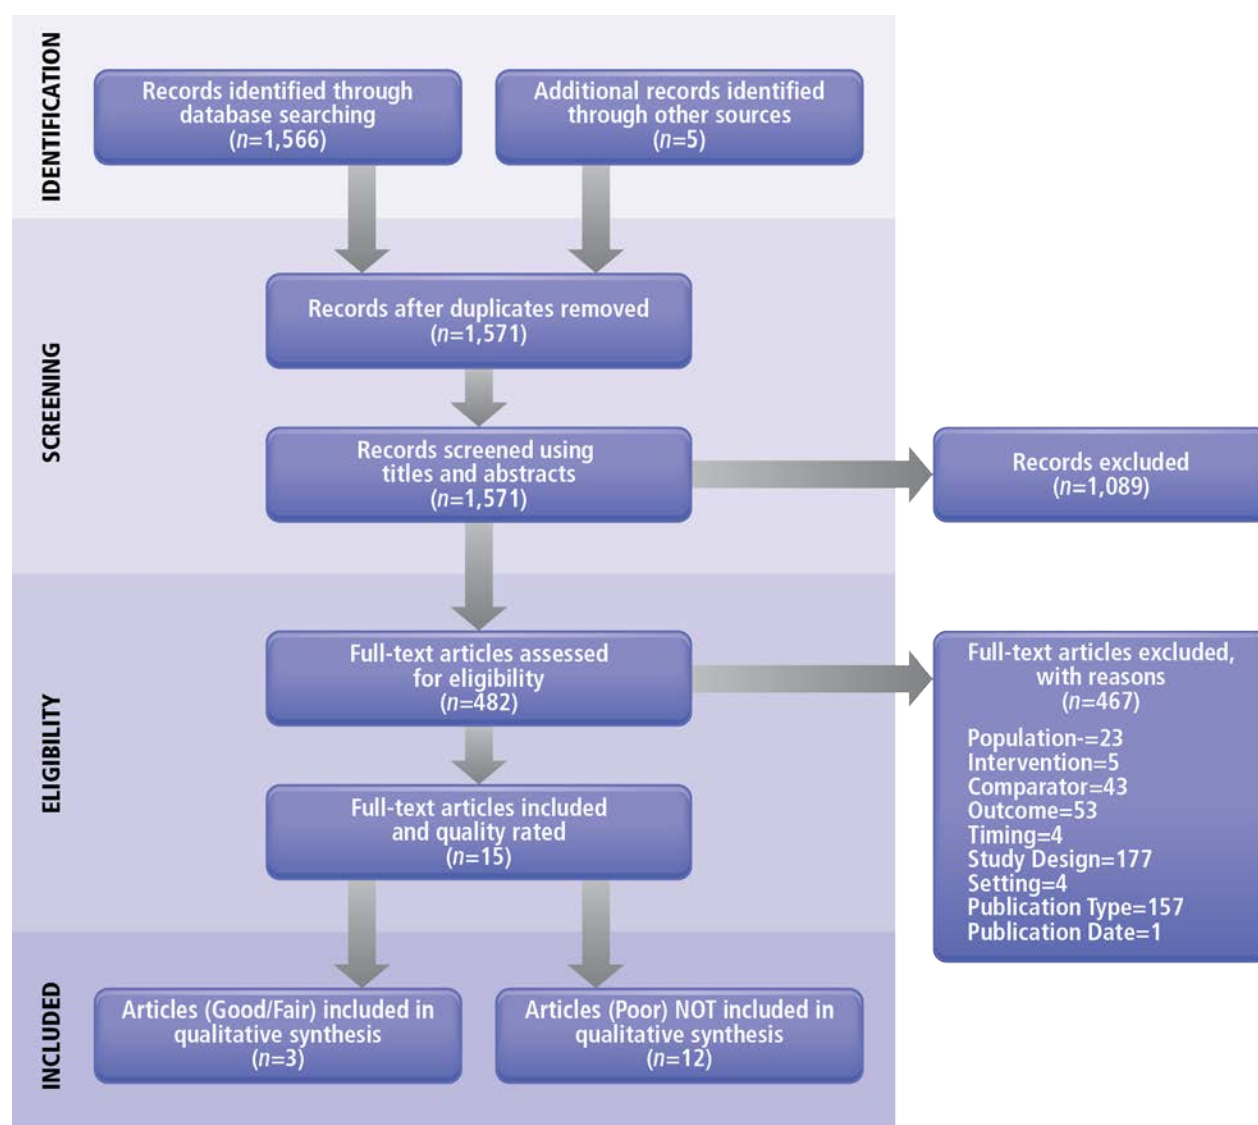 IDENTIFICATION
Records identified through
database searching
(n=1,566)
Additional records identified
through other sources
(n=5)
SCREENING
Records after duplicates removed
(n=1,571)
Records screened using
titles and abstracts
(n=1,571)
Records excluded
(n=1,089)
ELIGIBILITY
Full-text articles assessed
for eligibility
(n=482)
Full-text articles excluded,
with reasons
(n=467)
Population-=23
Intervention=5
Comparator=43
Outcome=53
Timing=4
Study Design=177
Setting=4
Publication Type=157
Publication Date=1
Full-text articles included
and quality rated
(n=15)
INCLUDED
Articles (Good/Fair) included in
qualitative synthesis
(n=3)
Articles (Poor) NOT included in
qualitative synthesis
(n=12)